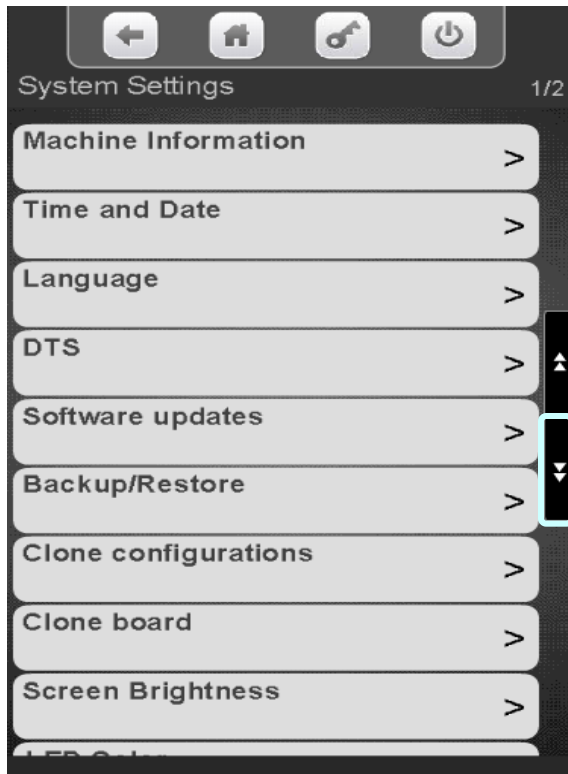 System Settings
1/2
Machine Information
>
Time and Date
>
Language
>
DTS
>
Software updates
>
Backup/Restore
>
Clone configurations
>
Clone board
>
Screen Brightness
>